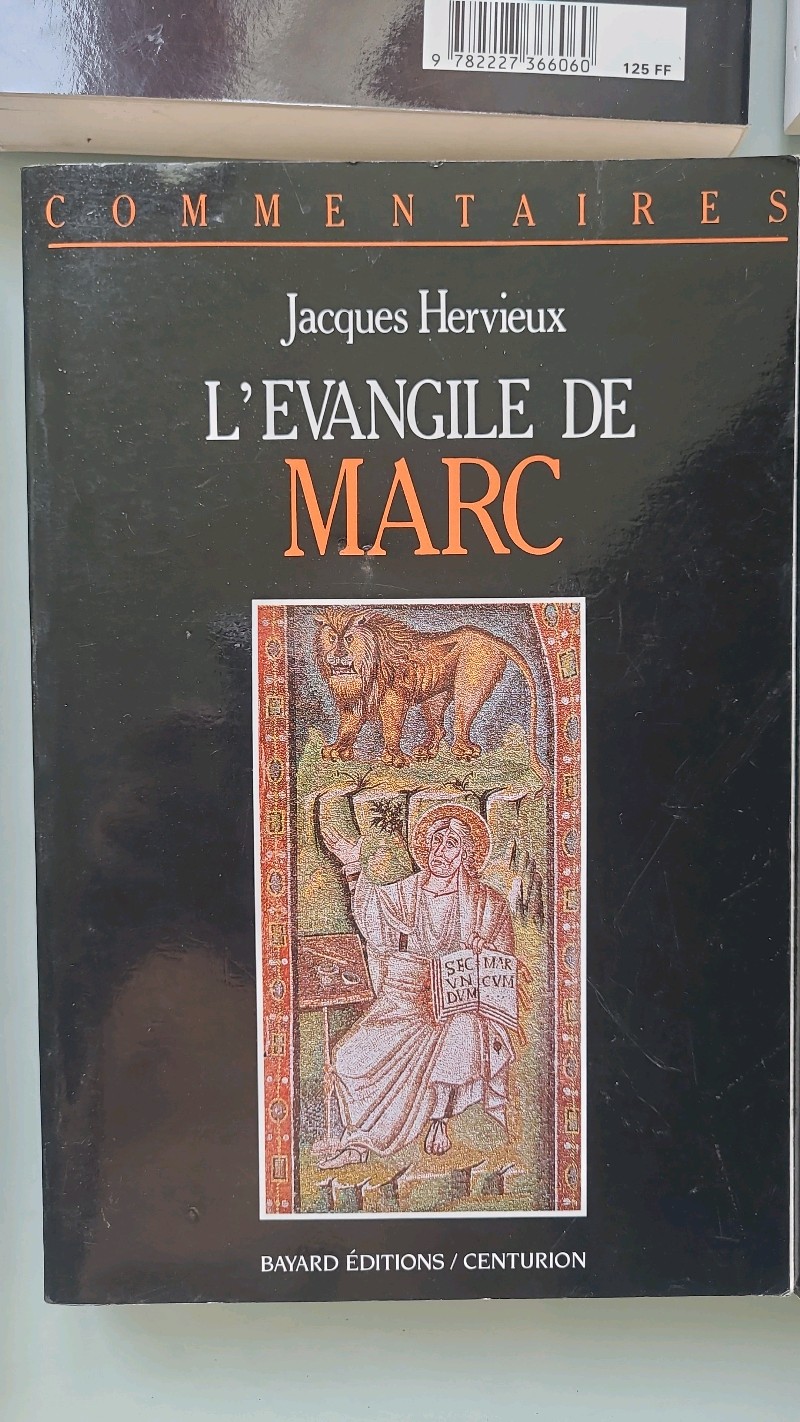 9 782227 366060
125 FF
COMMENTAIRES
Jacques Hervieux
L'EVANGILE DE
MARC
SEC MAR
VN CVM
DVM
BAYARD ÉDITIONS / CENTURION